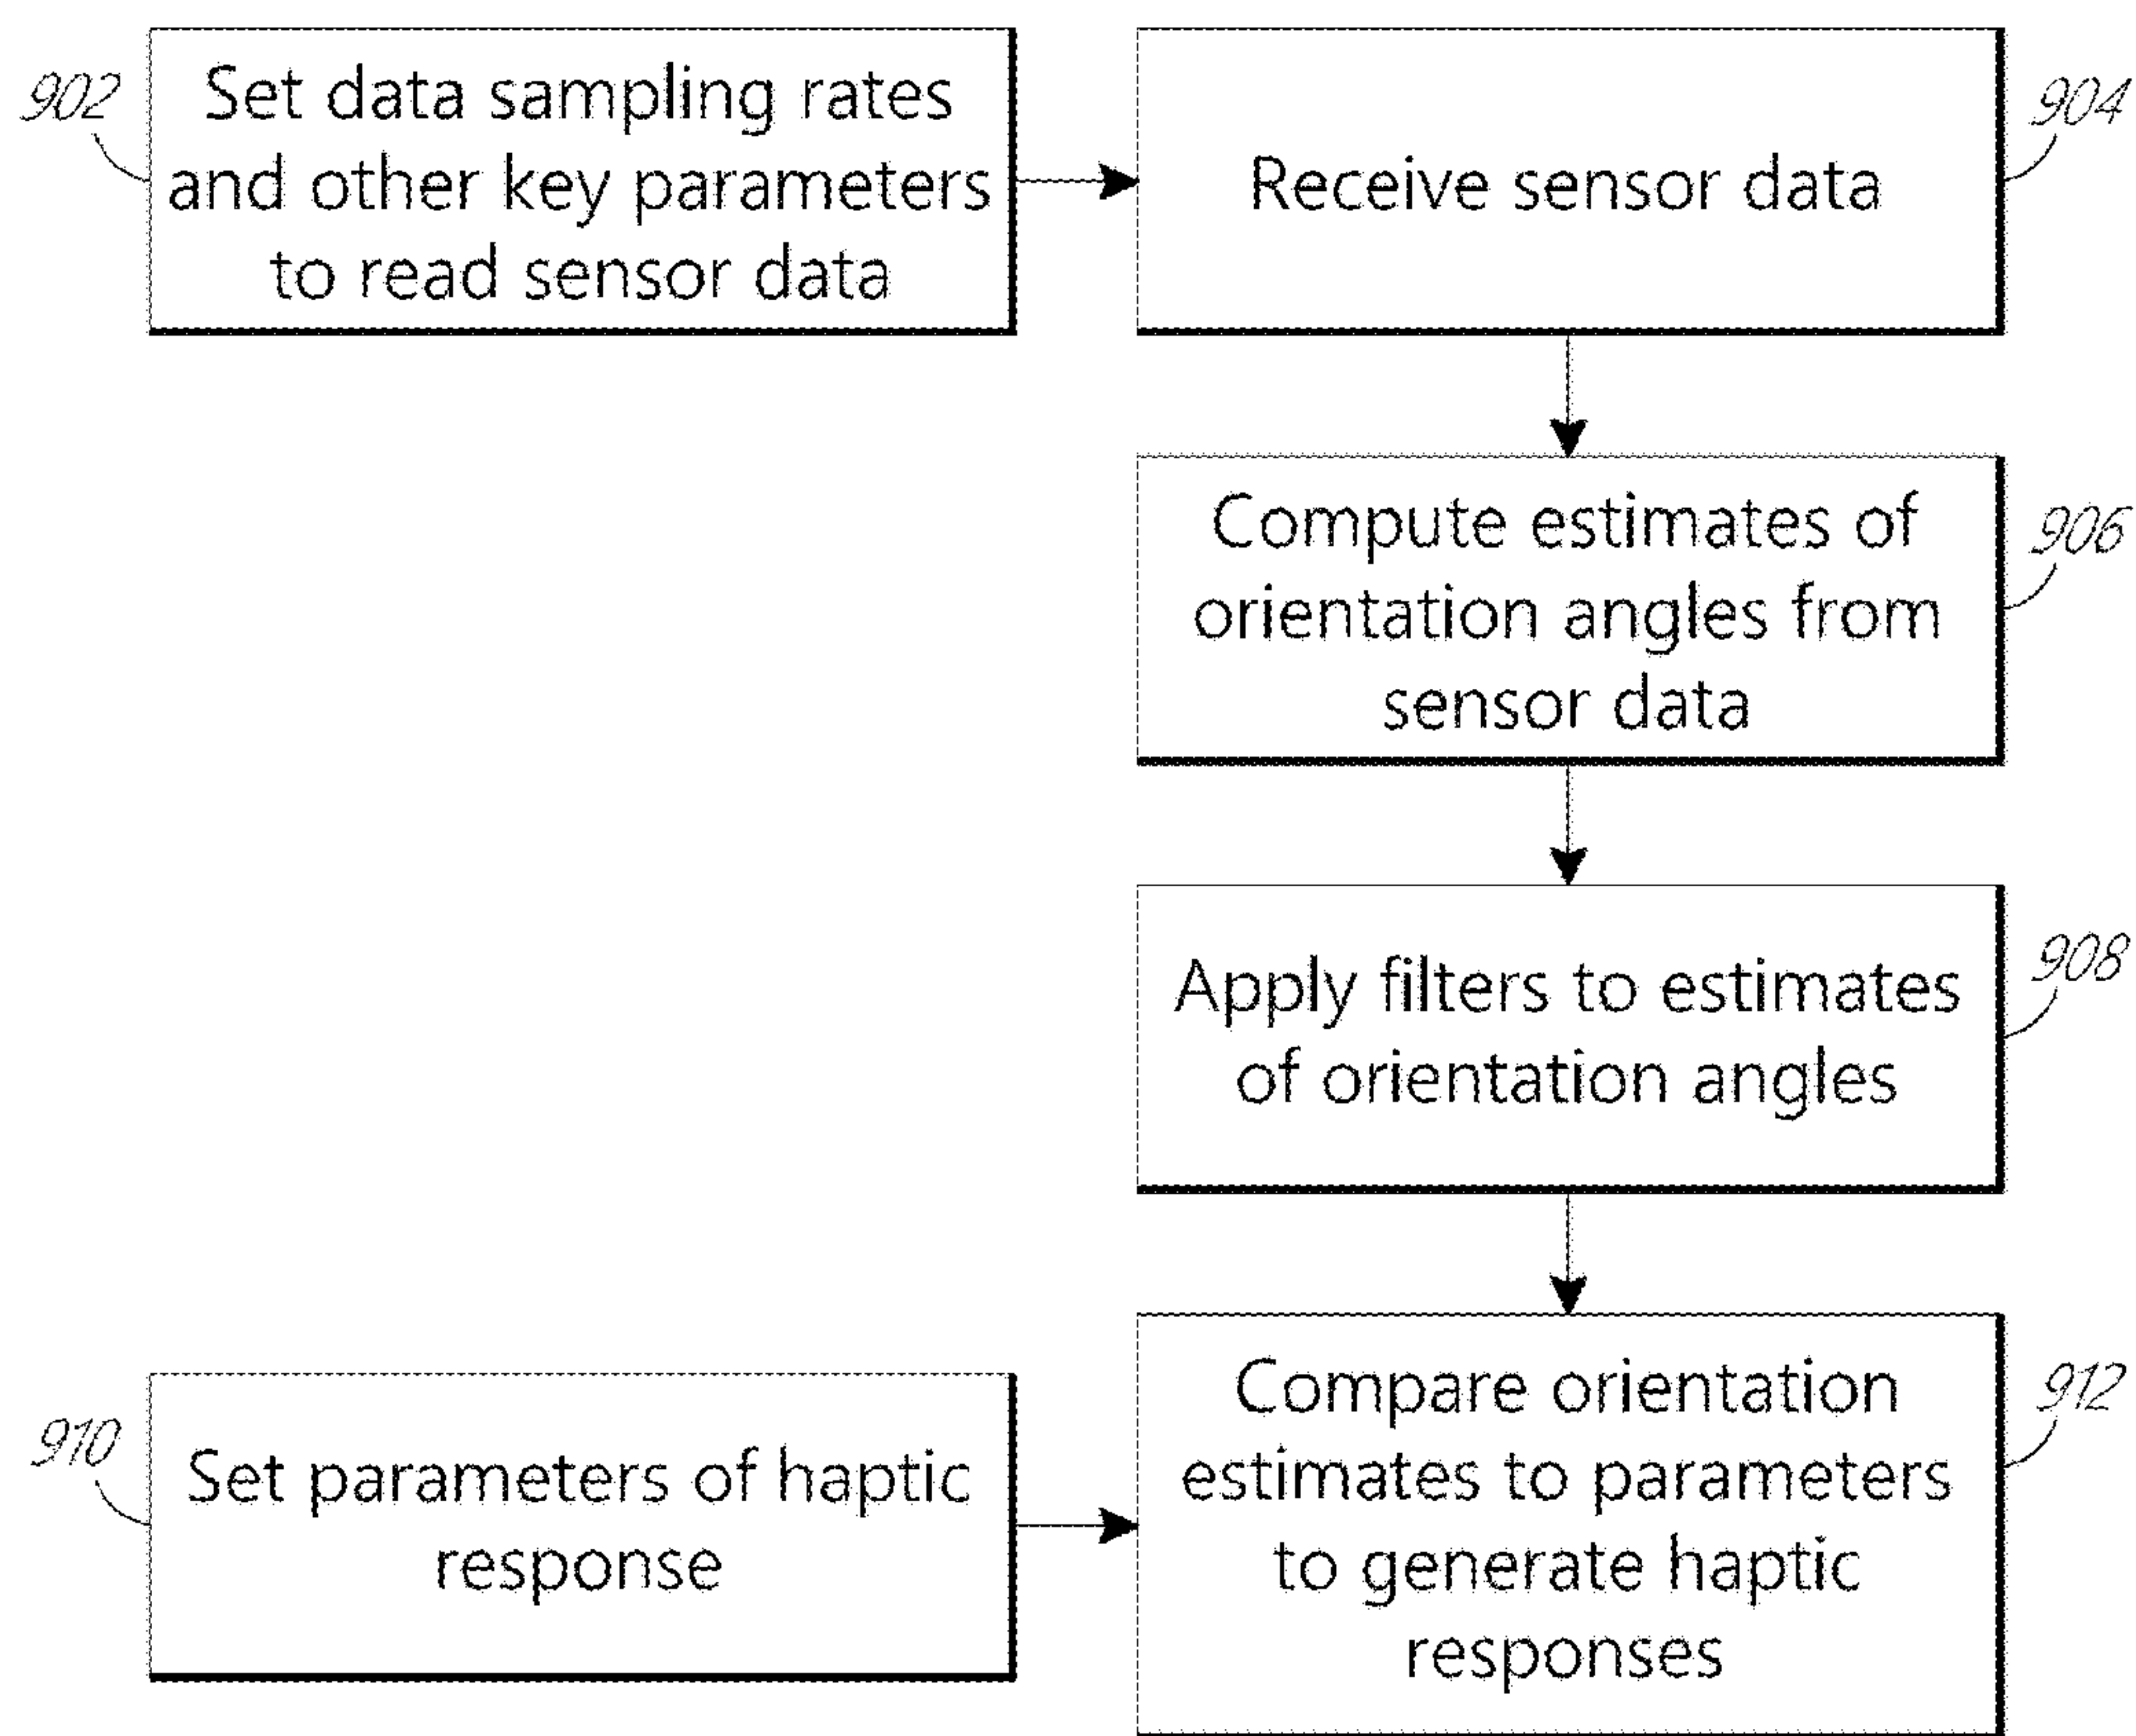 902
Set data sampling rates
and other key parameters
to read sensor data
904
Receive sensor data
906
Compute estimates of
orientation angles from
sensor data
908
Apply filters to estimates
of orientation angles
910
Set parameters of haptic
response
912
Compare orientation
estimates to parameters
to generate haptic
responses